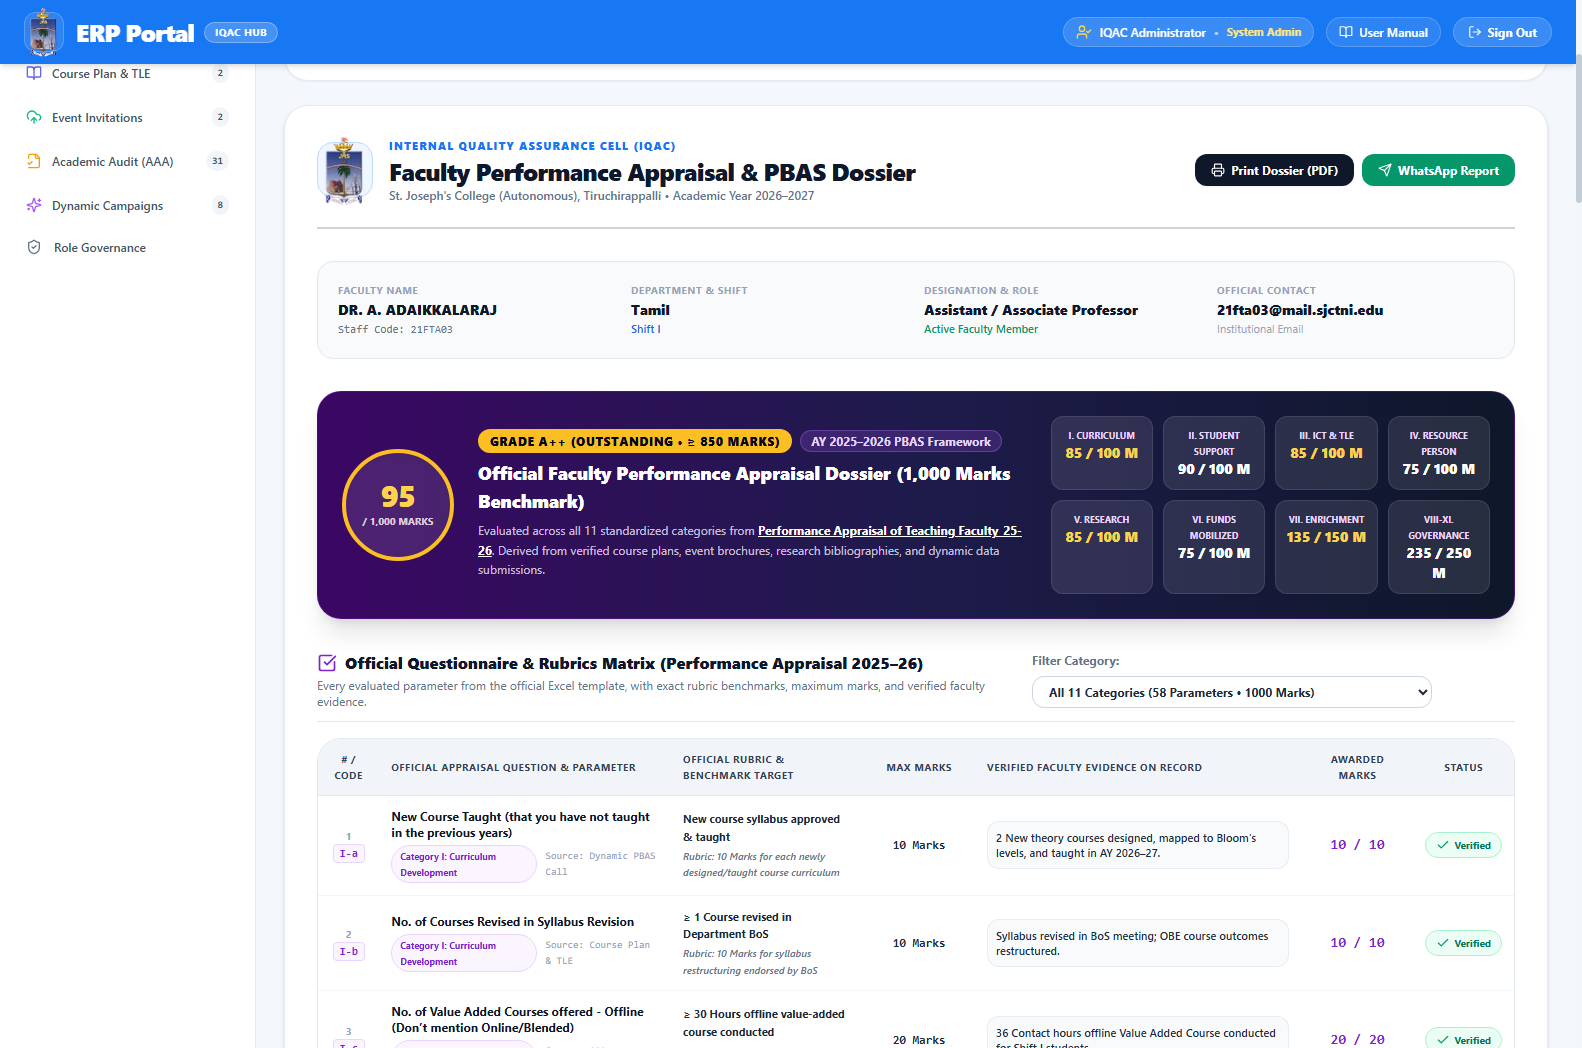 ERP Portal IQAC HUB IQAC Administrator • System Admin User Manual Sign Out
Course Plan & TLE 2
Event Invitations 2
Academic Audit (AAA) 31
Dynamic Campaigns 8
Role Governance
INTERNAL QUALITY ASSURANCE CELL (IQAC)
Faculty Performance Appraisal & PBAS Dossier
St. Joseph's College (Autonomous), Tiruchirappalli • Academic Year 2026–2027
Print Dossier (PDF) WhatsApp Report
FACULTY NAME
DR. A. ADAIKKALARAJ
Staff Code: 21FTA03
DEPARTMENT & SHIFT
Tamil
Shift I
DESIGNATION & ROLE
Assistant / Associate Professor
Active Faculty Member
OFFICIAL CONTACT
21fta03@mail.sjctni.edu
Institutional Email
95
/ 1,000 MARKS
GRADE A++ (OUTSTANDING • ≥ 850 MARKS) AY 2025–2026 PBAS Framework
Official Faculty Performance Appraisal Dossier (1,000 Marks
Benchmark)
Evaluated across all 11 standardized categories from Performance Appraisal of Teaching Faculty 25-
26. Derived from verified course plans, event brochures, research bibliographies, and dynamic data
submissions.
I. CURRICULUM
85 / 100 M
II. STUDENT
SUPPORT
90 / 100 M
III. ICT & TLE
85 / 100 M
IV. RESOURCE
PERSON
75 / 100 M
V. RESEARCH
85 / 100 M
VI. FUNDS
MOBILIZED
75 / 100 M
VII. ENRICHMENT
135 / 150 M
VIII-XI.
GOVERNANCE
235 / 250
M
Official Questionnaire & Rubrics Matrix (Performance Appraisal 2025–26)
Every evaluated parameter from the official Excel template, with exact rubric benchmarks, maximum marks, and verified faculty
evidence.
Filter Category:
All 11 Categories (58 Parameters • 1000 Marks)
# /
CODE
OFFICIAL APPRAISAL QUESTION & PARAMETER
OFFICIAL RUBRIC &
BENCHMARK TARGET
MAX MARKS
VERIFIED FACULTY EVIDENCE ON RECORD
AWARDED
MARKS
STATUS
1
I-a
New Course Taught (that you have not taught
in the previous years)
Category I: Curriculum
Development
Source: Dynamic PBAS
Call
New course syllabus approved
& taught
Rubric: 10 Marks for each newly
designed/taught course curriculum
10 Marks
2 New theory courses designed, mapped to Bloom's
levels, and taught in AY 2026–27.
10 / 10
Verified
2
I-b
No. of Courses Revised in Syllabus Revision
Category I: Curriculum
Development
Source: Course Plan
& TLE
≥ 1 Course revised in
Department BoS
Rubric: 10 Marks for syllabus
restructuring endorsed by BoS
10 Marks
Syllabus revised in BoS meeting; OBE course outcomes
restructured.
10 / 10
Verified
3
No. of Value Added Courses offered - Offline
(Don't mention Online/Blended)
≥ 30 Hours offline value-added
course conducted
20 Marks
36 Contact hours offline Value Added Course conducted
for Shift I students.
20 / 20
Verified